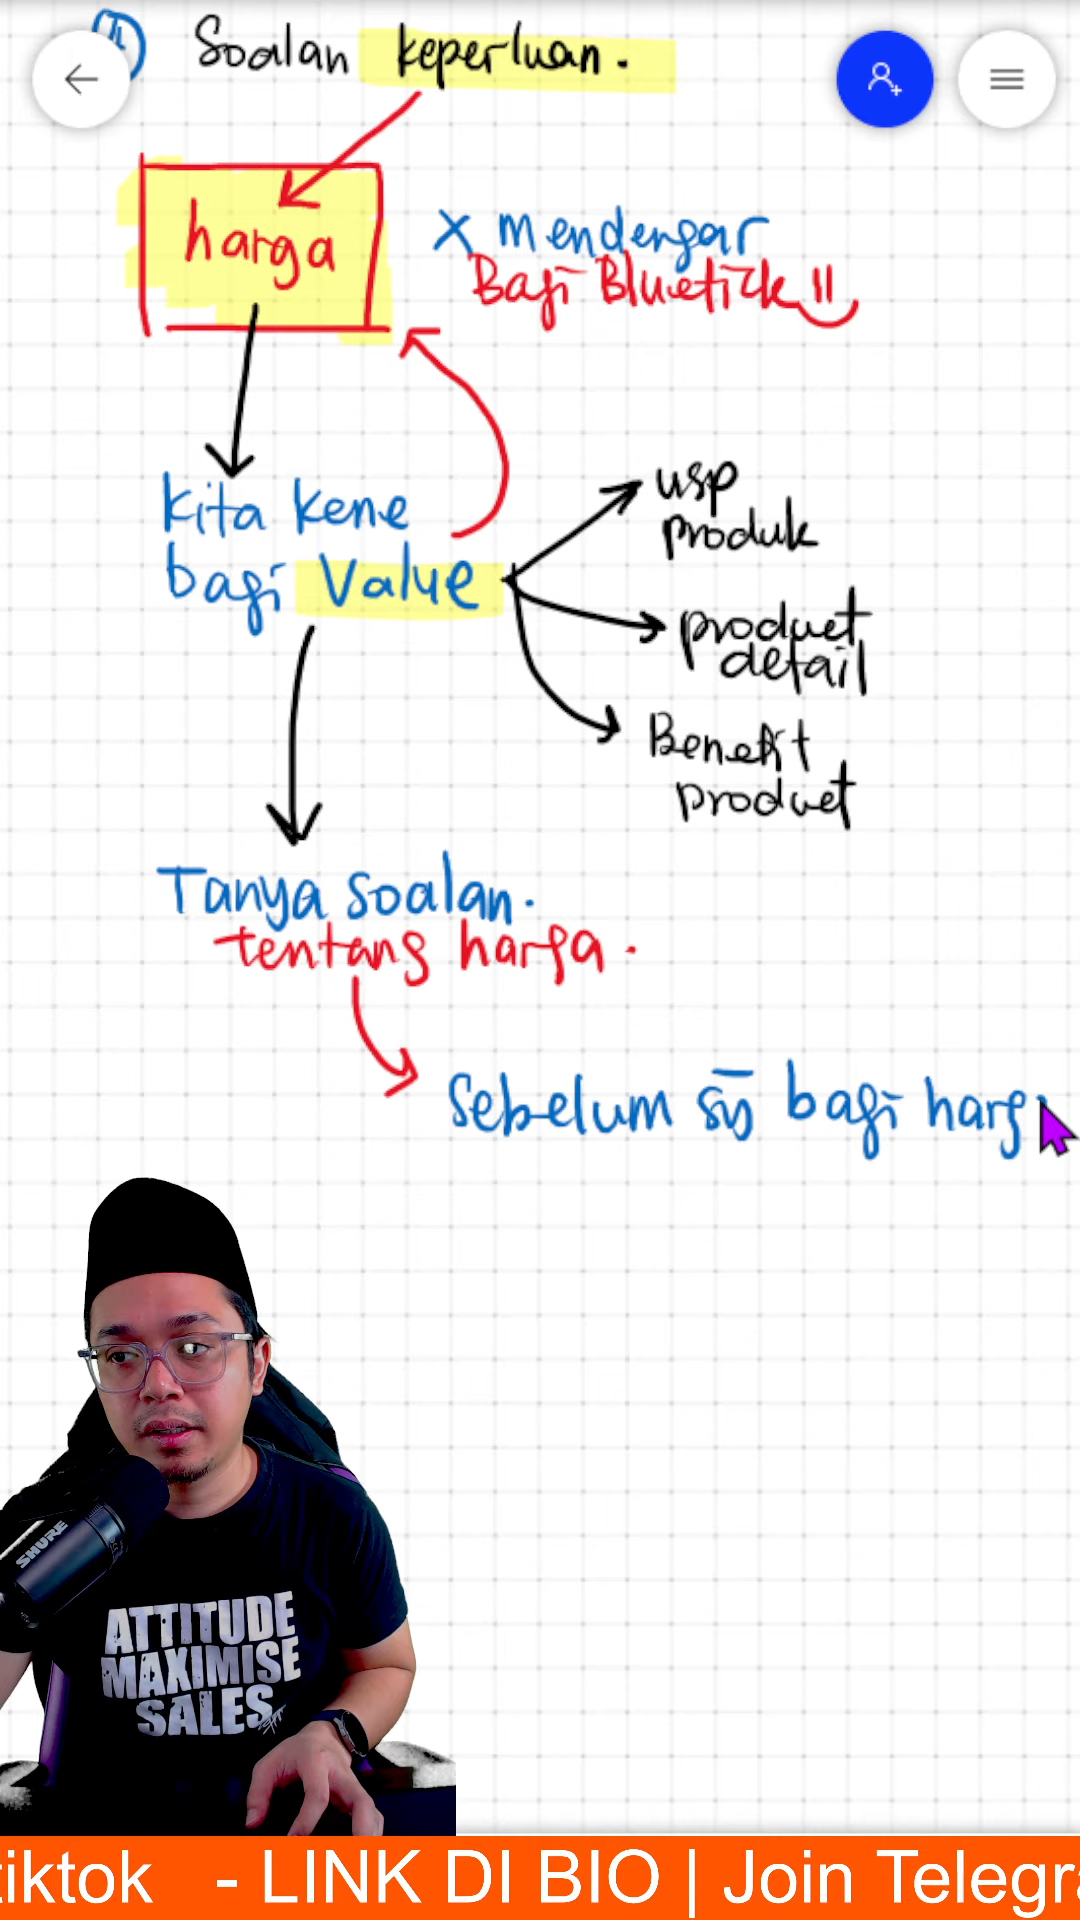 Soalan keperluan.
harga
x mendengar
Bagi Bluetick!!
kita kene
bagi Value
usp
produk
product
detail
Benefit
product
Tanya soalan.
tentang harga.
Sebelum sy bagi harg
SHURE
ATTITUDE
MAXIMISE
SALES
iktok - LINK DI BIO | Join Telegra